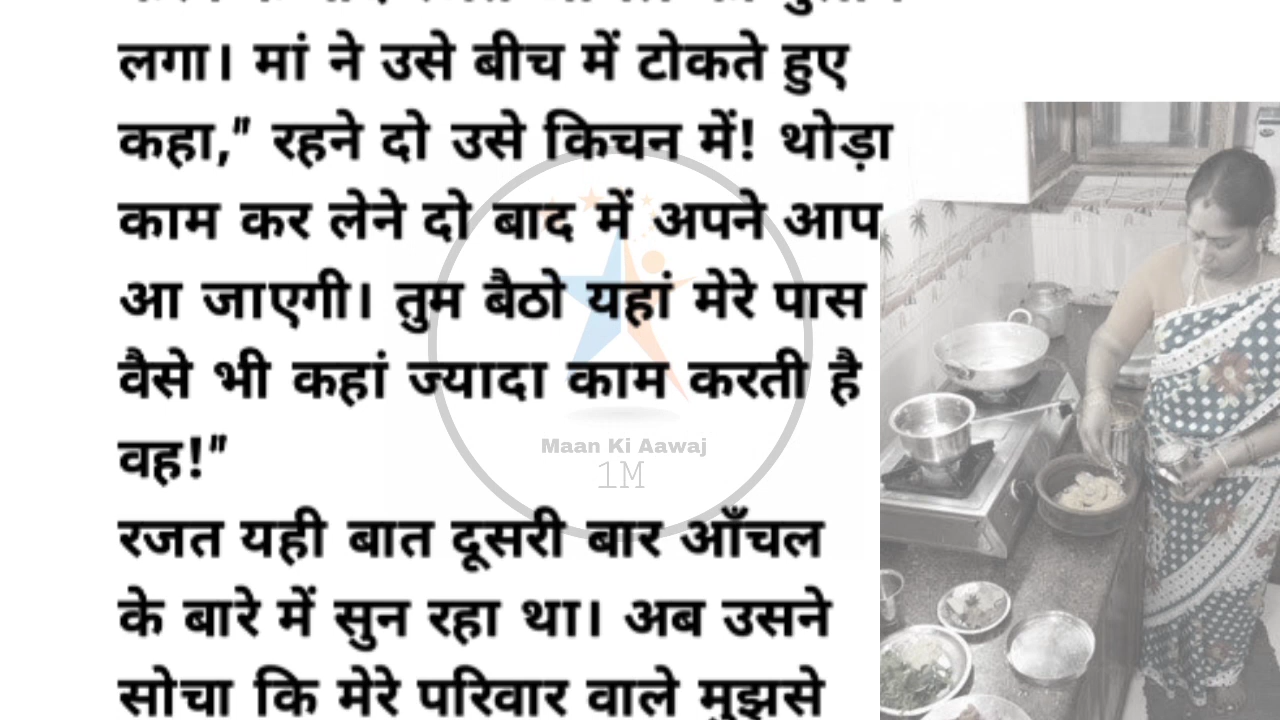 लगा। मां ने उसे बीच में टोकते हुए
कहा,” रहने दो उसे किचन में! थोड़ा
काम कर लेने दो बाद में अपने आप
आ जाएगी। तुम बैठो यहां मेरे पास
वैसे भी कहां ज्यादा काम करती है
वह!”
रजत यही बात दूसरी बार आँचल
के बारे में सुन रहा था। अब उसने
सोचा कि मेरे परिवार वाले मुझसे
Maan Ki Aawaj
1M